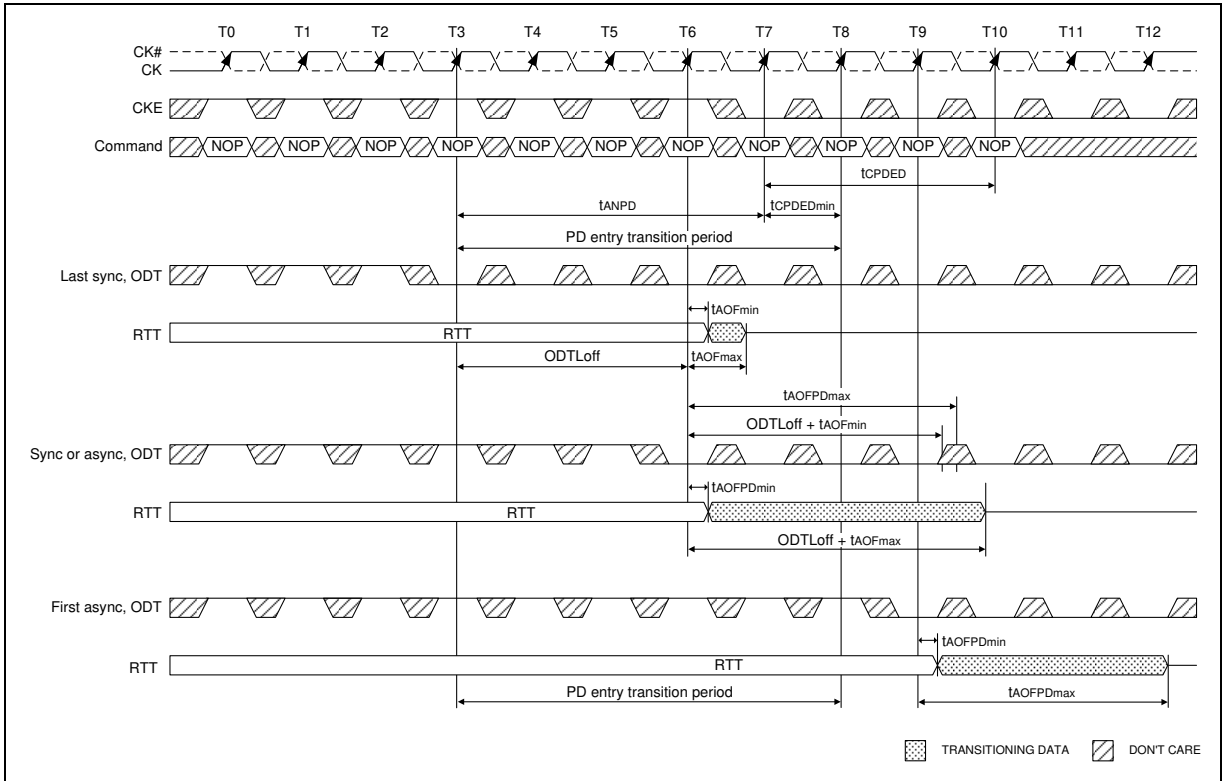 T0 T1 T2 T3 T4 T5 T6 T7 T8 T9 T10 T11 T12
CK#
CK
CKE
Command NOP NOP NOP NOP NOP NOP NOP NOP NOP NOP NOP
tCPDED
tANPD tCPDEDmin
PD entry transition period
Last sync, ODT
tAOFmin
RTT RTT
ODTLoff tAOFmax
tAOFPDmax
ODTLoff + tAOFmin
Sync or async, ODT
tAOFPDmin
RTT RTT
ODTLoff + tAOFmax
First async, ODT
tAOFPDmin
RTT RTT
PD entry transition period tAOFPDmax
TRANSITIONING DATA DON'T CARE